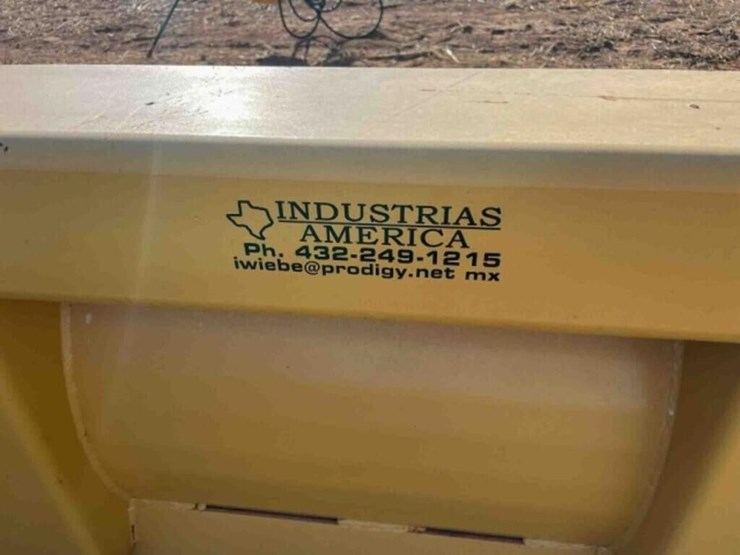 INDUSTRIAS
AMERICA
Ph. 432-249-1215
iwiebe@prodigy.net mx